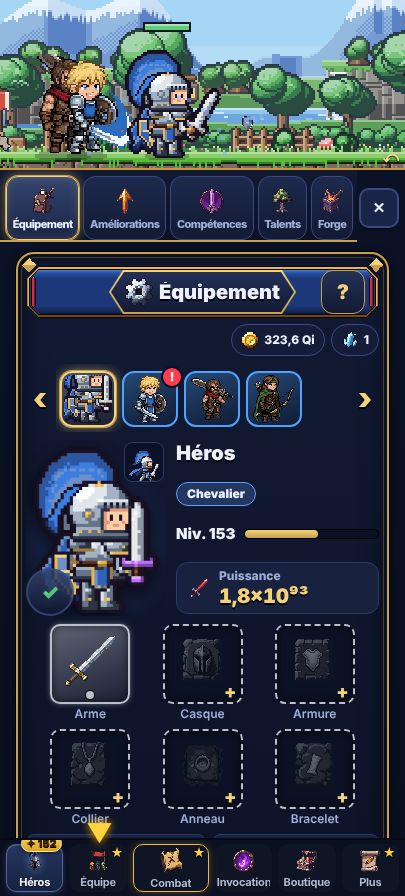 Équipement Améliorations Compétences Talents Forge ×
Équipement ?
323,6 Qi 1
!
Héros
Chevalier
Niv. 153
Puissance
1,8×10⁹³
Arme Casque Armure
Collier Anneau Bracelet
Héros Équipe Combat Invocation Boutique Plus